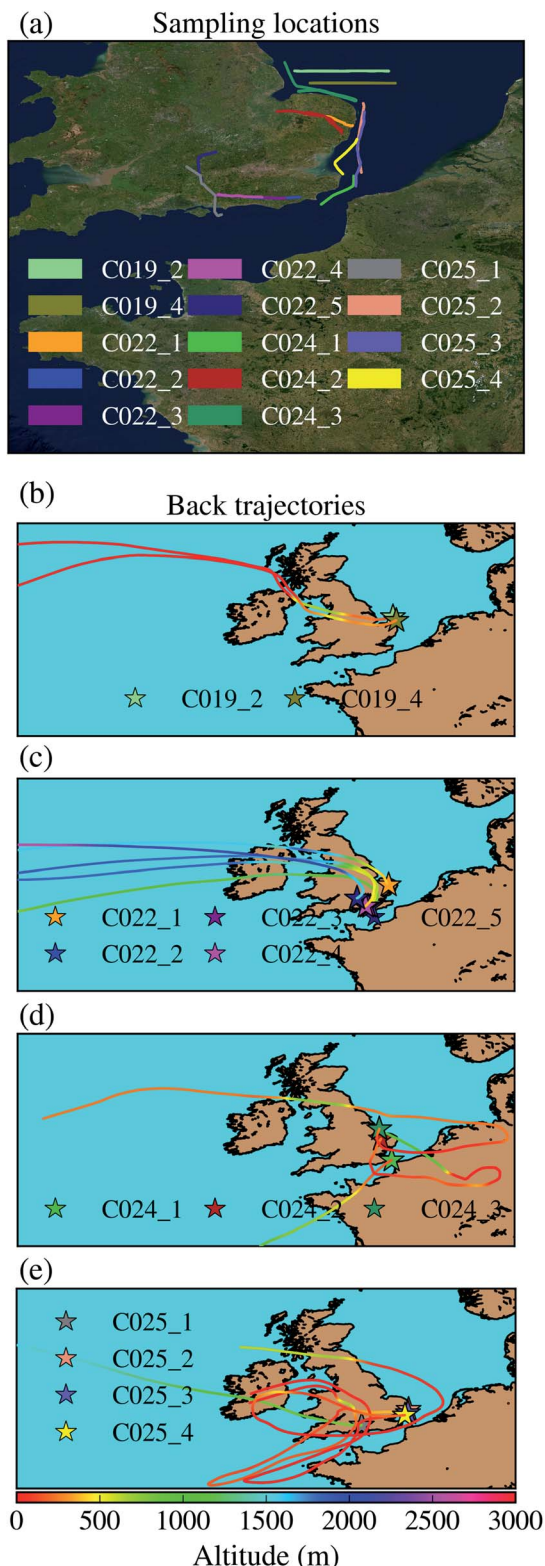 (a) Sampling locations
C019_2 C022_4 C025_1
C019_4 C022_5 C025_2
C022_1 C024_1 C025_3
C022_2 C024_2 C025_4
C022_3 C024_3
(b) Back trajectories
C019_2 C019_4
(c)
C022_1 C022_3 C022_5
C022_2 C022_4
(d)
C024_1 C024_2 C024_3
(e)
C025_1
C025_2
C025_3
C025_4
0 500 1000 1500 2000 2500 3000
Altitude (m)